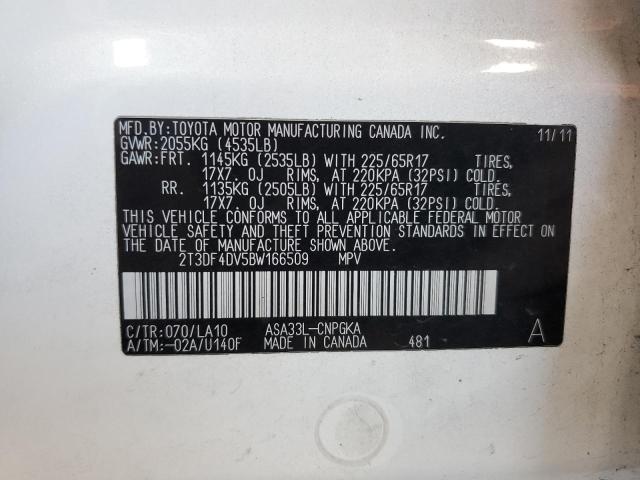 MFD.BY:TOYOTA MOTOR MANUFACTURING CANADA INC. 11/11
GVWR:2055KG (4535LB)
GAWR:FRT. 1145KG (2535LB) WITH 225/65R17 TIRES,
17X7.0J RIMS, AT 220KPA (32PSI) COLD.
RR. 1135KG (2505LB) WITH 225/65R17 TIRES,
17X7.0J RIMS, AT 220KPA (32PSI) COLD.
THIS VEHICLE CONFORMS TO ALL APPLICABLE FEDERAL MOTOR
VEHICLE SAFETY AND THEFT PREVENTION STANDARDS IN EFFECT
ON THE DATE OF MANUFACTURE SHOWN ABOVE.
2T3DF4DV5BW166509 MPV
C/TR:070/LA10 ASA33L-CNPGKA A
A/TM:-02A/U140F MADE IN CANADA 481